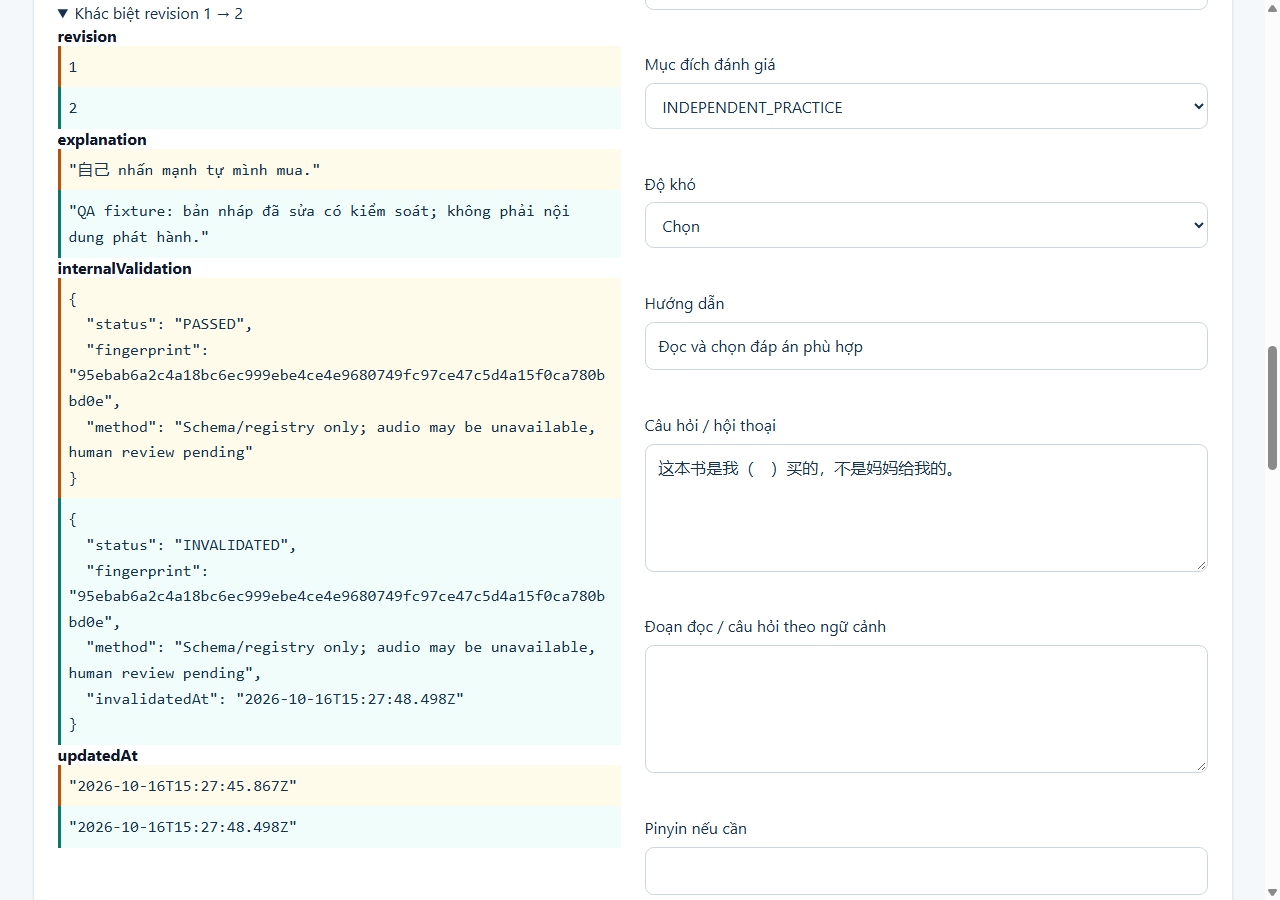 ▼ Khác biệt revision 1 → 2
revision
1
2
explanation
"自己 nhấn mạnh tự mình mua."
"QA fixture: bản nháp đã sửa có kiểm soát; không phải nội
dung phát hành."
internalValidation
{
"status": "PASSED",
"fingerprint":
"95ebab6a2c4a18bc6ec999ebe4ce4e9680749fc97ce47c5d4a15f0ca780b
bd0e",
"method": "Schema/registry only; audio may be unavailable,
human review pending"
}
{
"status": "INVALIDATED",
"fingerprint":
"95ebab6a2c4a18bc6ec999ebe4ce4e9680749fc97ce47c5d4a15f0ca780b
bd0e",
"method": "Schema/registry only; audio may be unavailable,
human review pending",
"invalidatedAt": "2026-10-16T15:27:48.498Z"
}
updatedAt
"2026-10-16T15:27:45.867Z"
"2026-10-16T15:27:48.498Z"
Mục đích đánh giá
INDEPENDENT_PRACTICE
Độ khó
Chọn
Hướng dẫn
Đọc và chọn đáp án phù hợp
Câu hỏi / hội thoại
这本书是我（　）买的，不是妈妈给我的。
Đoạn đọc / câu hỏi theo ngữ cảnh
Pinyin nếu cần